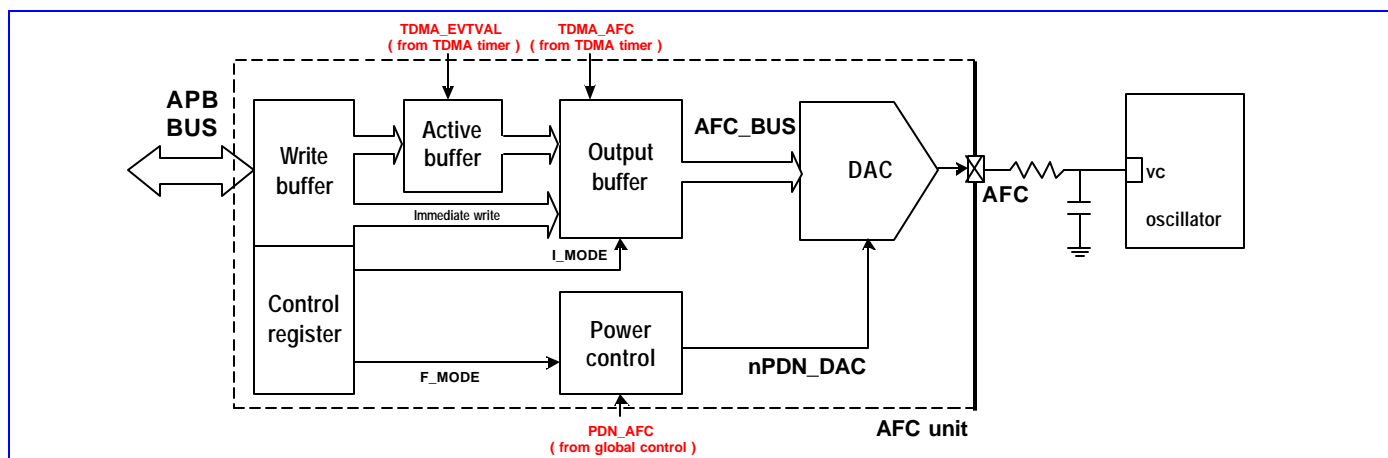 TDMA_EVTVAL
( from TDMA timer )
TDMA_AFC
( from TDMA timer )
APB
BUS
Write
buffer
Active
buffer
Output
buffer
AFC_BUS
DAC
AFC
VC
oscillator
Immediate write
I_MODE
Control
register
F_MODE
Power
control
nPDN_DAC
PDN_AFC
( from global control )
AFC unit